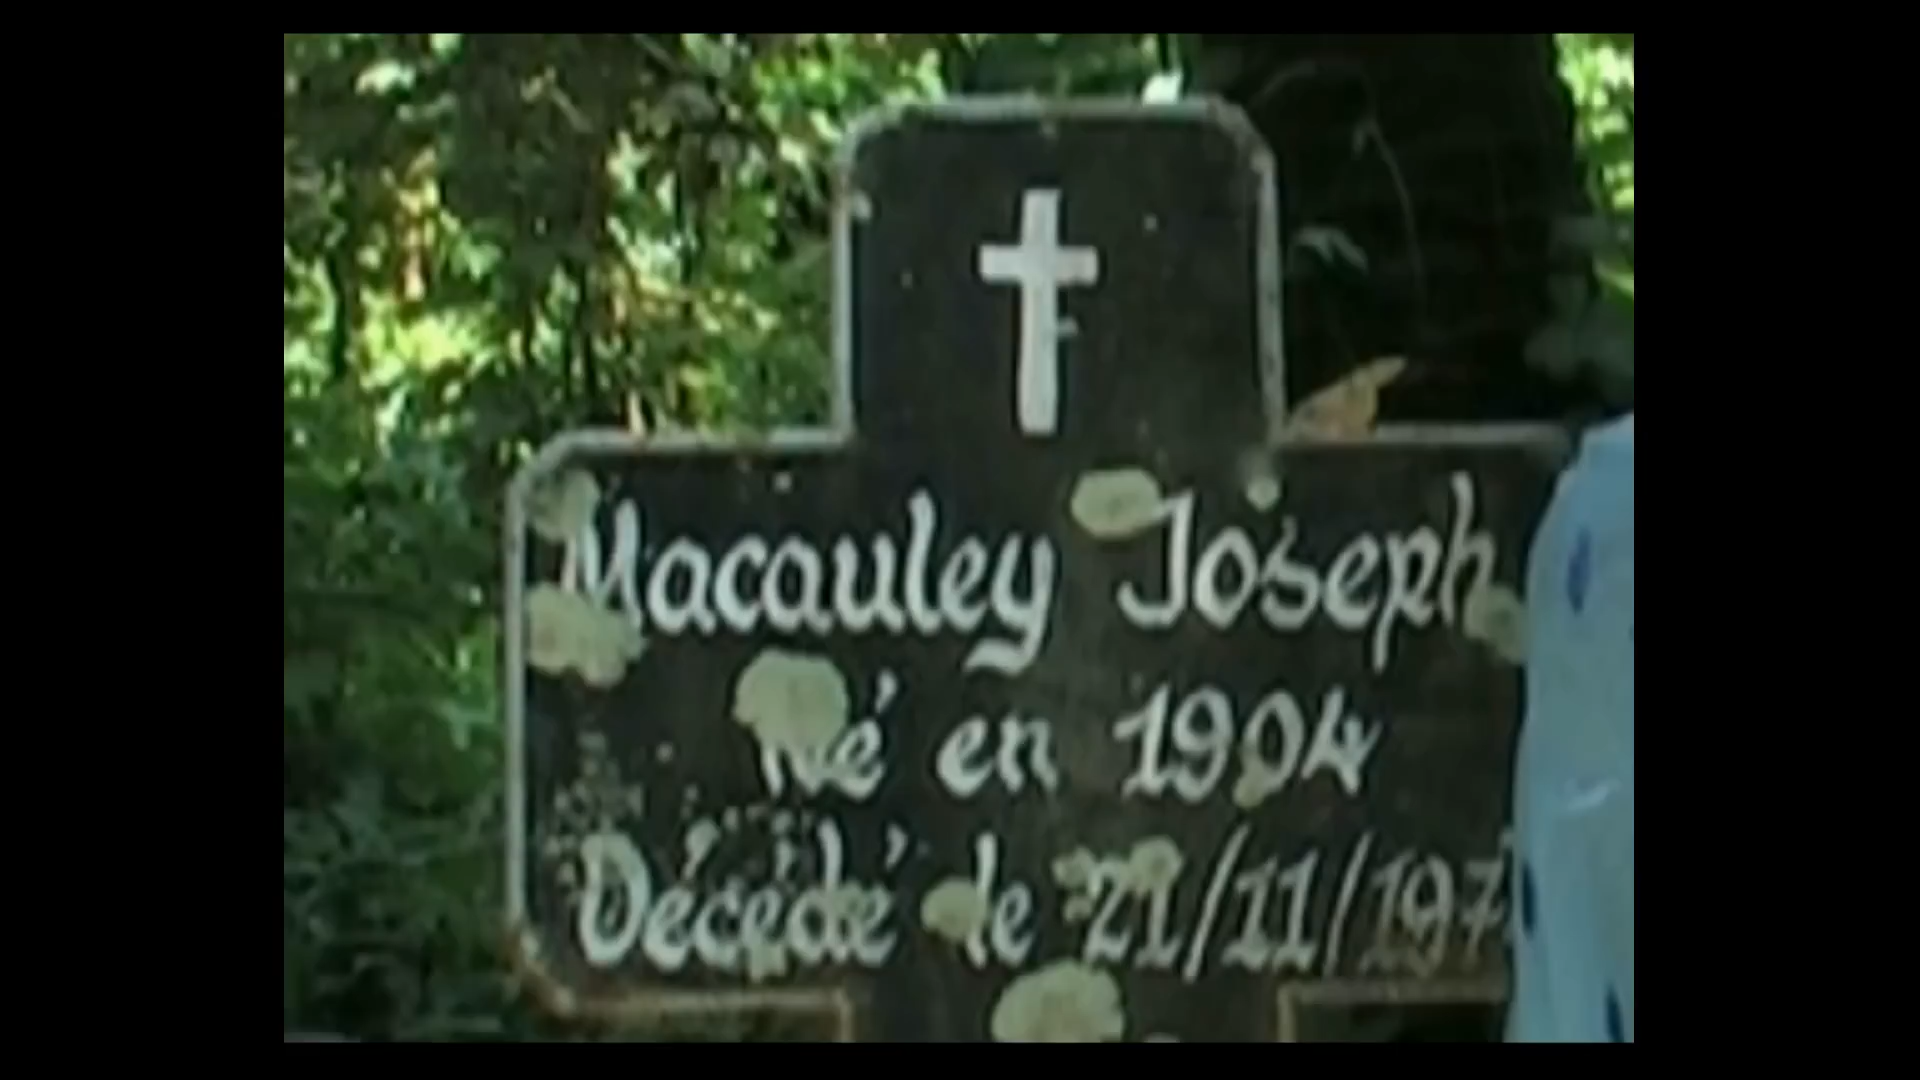 Macauley Joseph
Né en 1904
Décédé le 21/11/197